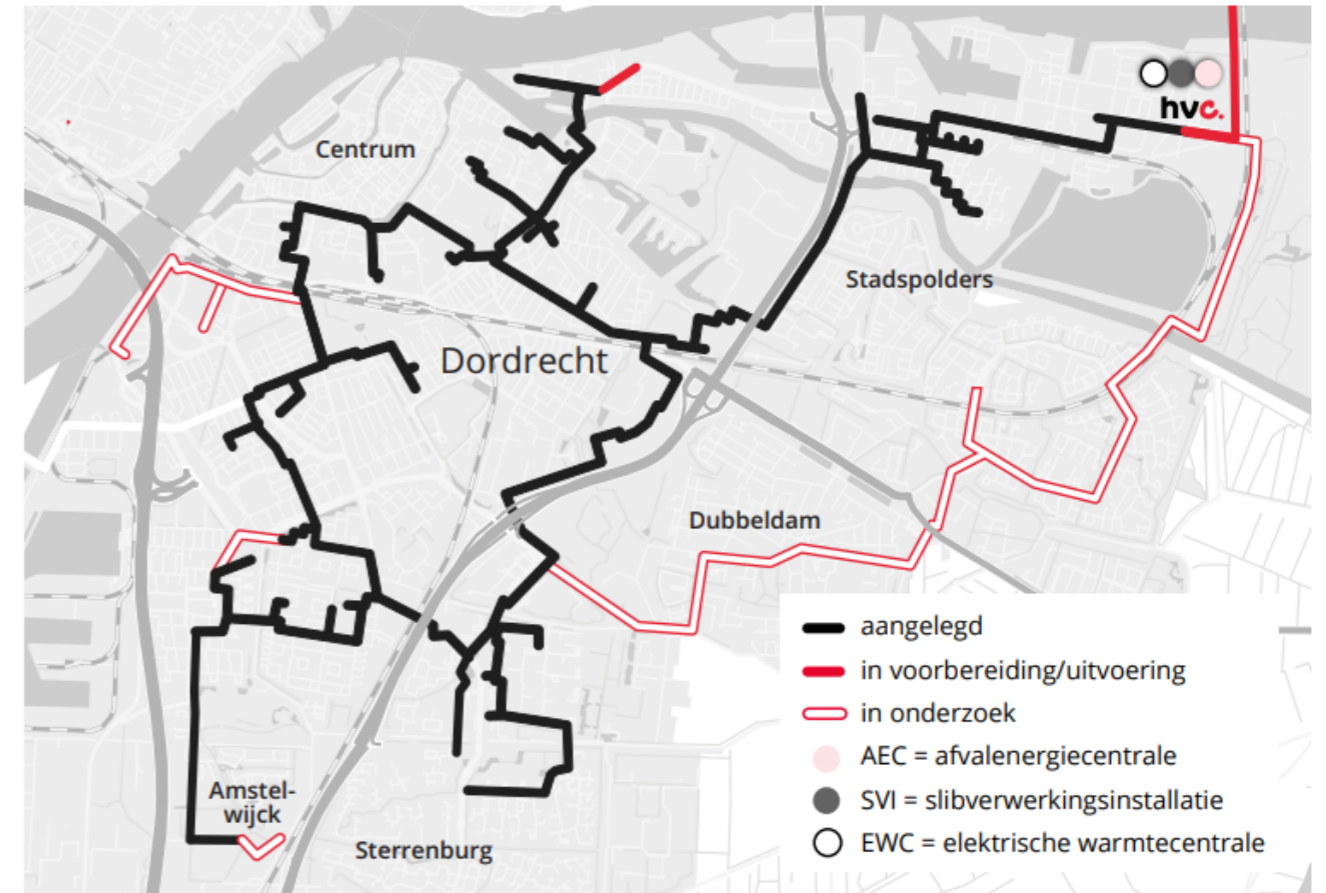 hvc.
Centrum
Stadspolders
Dordrecht
Dubbeldam
Amstel-
wijck
Sterrenburg
aangelegd
in voorbereiding/uitvoering
in onderzoek
AEC = afvalenergiecentrale
SVI = slibverwerkingsinstallatie
EWC = elektrische warmtecentrale